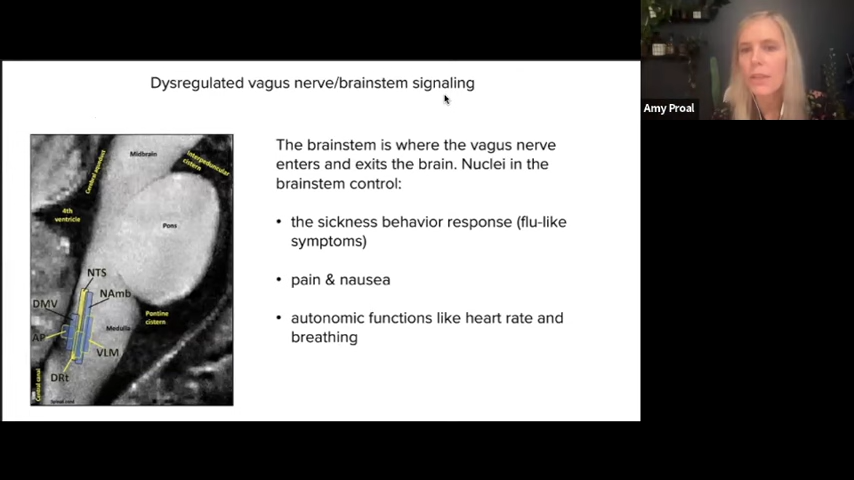 Dysregulated vagus nerve/brainstem signaling
Amy Proal
The brainstem is where the vagus nerve
enters and exits the brain. Nuclei in the
brainstem control:
• the sickness behavior response (flu-like
symptoms)
• pain & nausea
• autonomic functions like heart rate and
breathing
Midbrain
Cerebral aqueduct
Interpeduncular
cistern
4th
ventricle
Pons
NTS
NAmb
DMV
Pontine
cistern
Medulla
AP
VLM
DRt
Central canal
Spinal cord